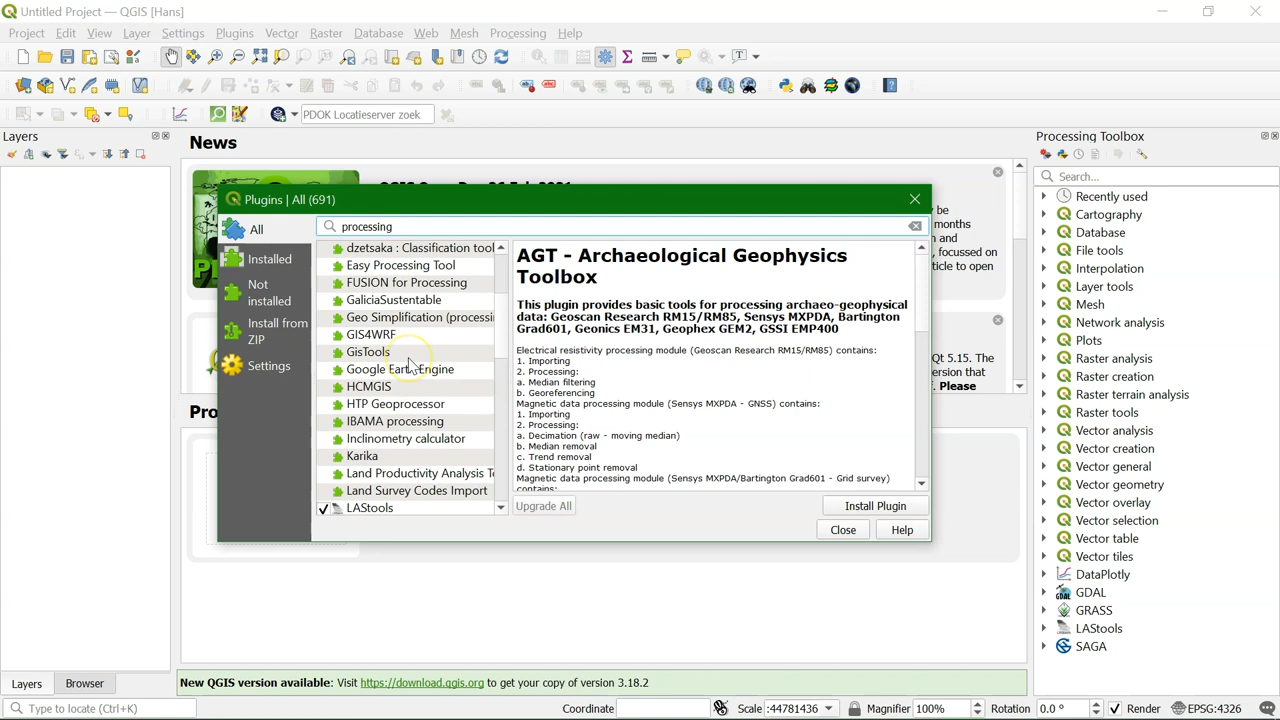 Untitled Project — QGIS [Hans]
Project Edit View Layer Settings Plugins Vector Raster Database Web Mesh Processing Help
PDOK Locatieserver zoek
Layers
News
Processing Toolbox
Search...
Plugins | All (691)
be
months
n and
focused on
ticle to open
Qt 5.15. The
ersion that
f. Please
All
Installed
Not
installed
Install from
ZIP
Settings
processing
dzetsaka : Classification tool
Easy Processing Tool
FUSION for Processing
GaliciaSustentable
Geo Simplification (processi
GIS4WRF
GisTools
Google Earth Engine
HCMGIS
HTP Geoprocessor
IBAMA processing
Inclinometry calculator
Karika
Land Productivity Analysis T
Land Survey Codes Import
LAStools
AGT - Archaeological Geophysics
Toolbox
This plugin provides basic tools for processing archaeo-geophysical
data: Geoscan Research RM15/RM85, Sensys MXPDA, Bartington
Grad601, Geonics EM31, Geophex GEM2, GSSI EMP400
Electrical resistivity processing module (Geoscan Research RM15/RM85) contains:
1. Importing
2. Processing:
a. Median filtering
b. Georeferencing
Magnetic data processing module (Sensys MXPDA - GNSS) contains:
1. Importing
2. Processing:
a. Decimation (raw - moving median)
b. Median removal
c. Trend removal
d. Stationary point removal
Magnetic data processing module (Sensys MXPDA/Bartington Grad601 - Grid survey)
contains:
Upgrade All
Install Plugin
Close
Help
Pro
Recently used
Cartography
Database
File tools
Interpolation
Layer tools
Mesh
Network analysis
Plots
Raster analysis
Raster creation
Raster terrain analysis
Raster tools
Vector analysis
Vector creation
Vector general
Vector geometry
Vector overlay
Vector selection
Vector table
Vector tiles
DataPlotly
GDAL
GRASS
LAStools
SAGA
Layers Browser
New QGIS version available: Visit https://download.qgis.org to get your copy of version 3.18.2
Type to locate (Ctrl+K)
Coordinate
Scale :44781436
Magnifier 100%
Rotation 0.0 °
Render
EPSG:4326